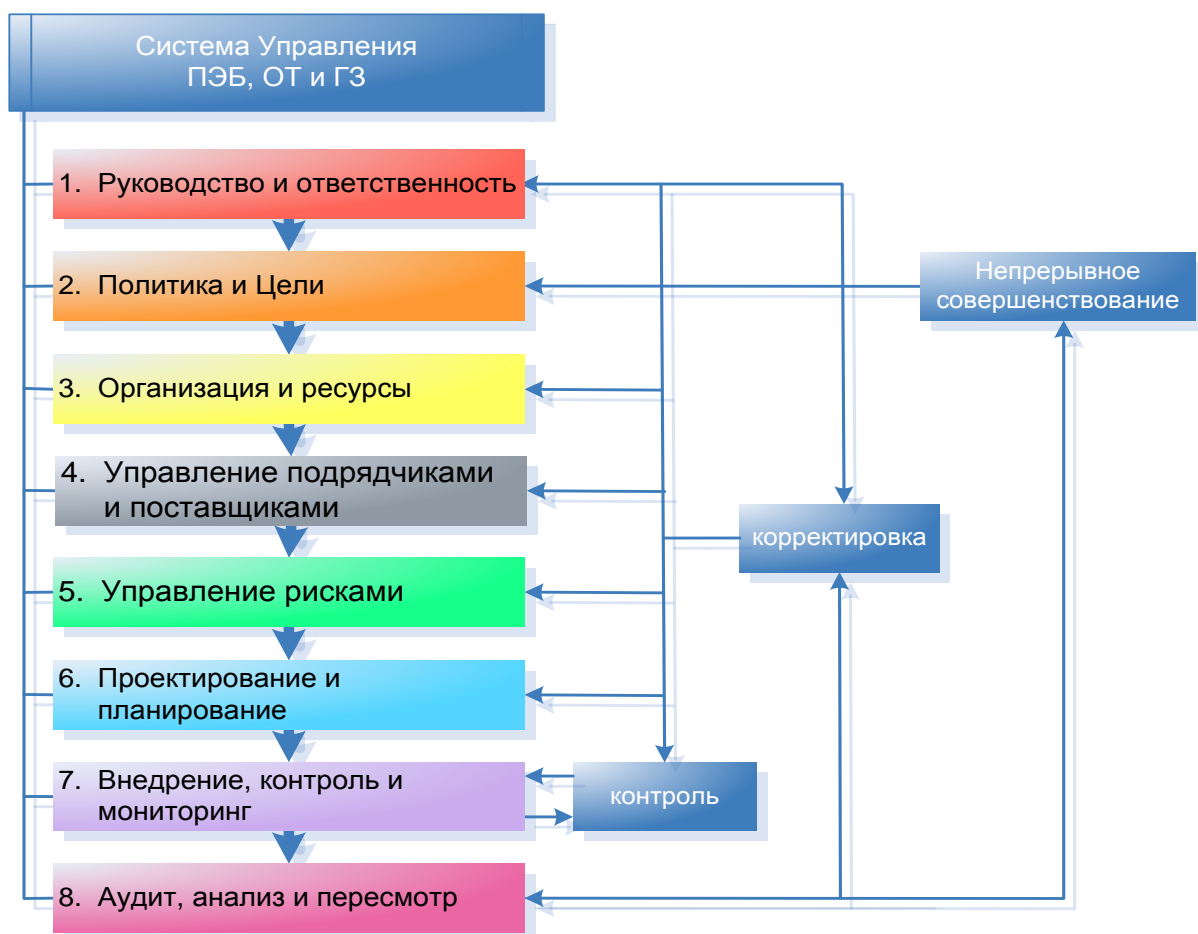 Система Управления
ПЭБ, ОТ и ГЗ
1. Руководство и ответственность
2. Политика и Цели
Непрерывное
совершенствование
3. Организация и ресурсы
4. Управление подрядчиками
и поставщиками
корректировка
5. Управление рисками
6. Проектирование и
планирование
7. Внедрение, контроль и
мониторинг
контроль
8. Аудит, анализ и пересмотр